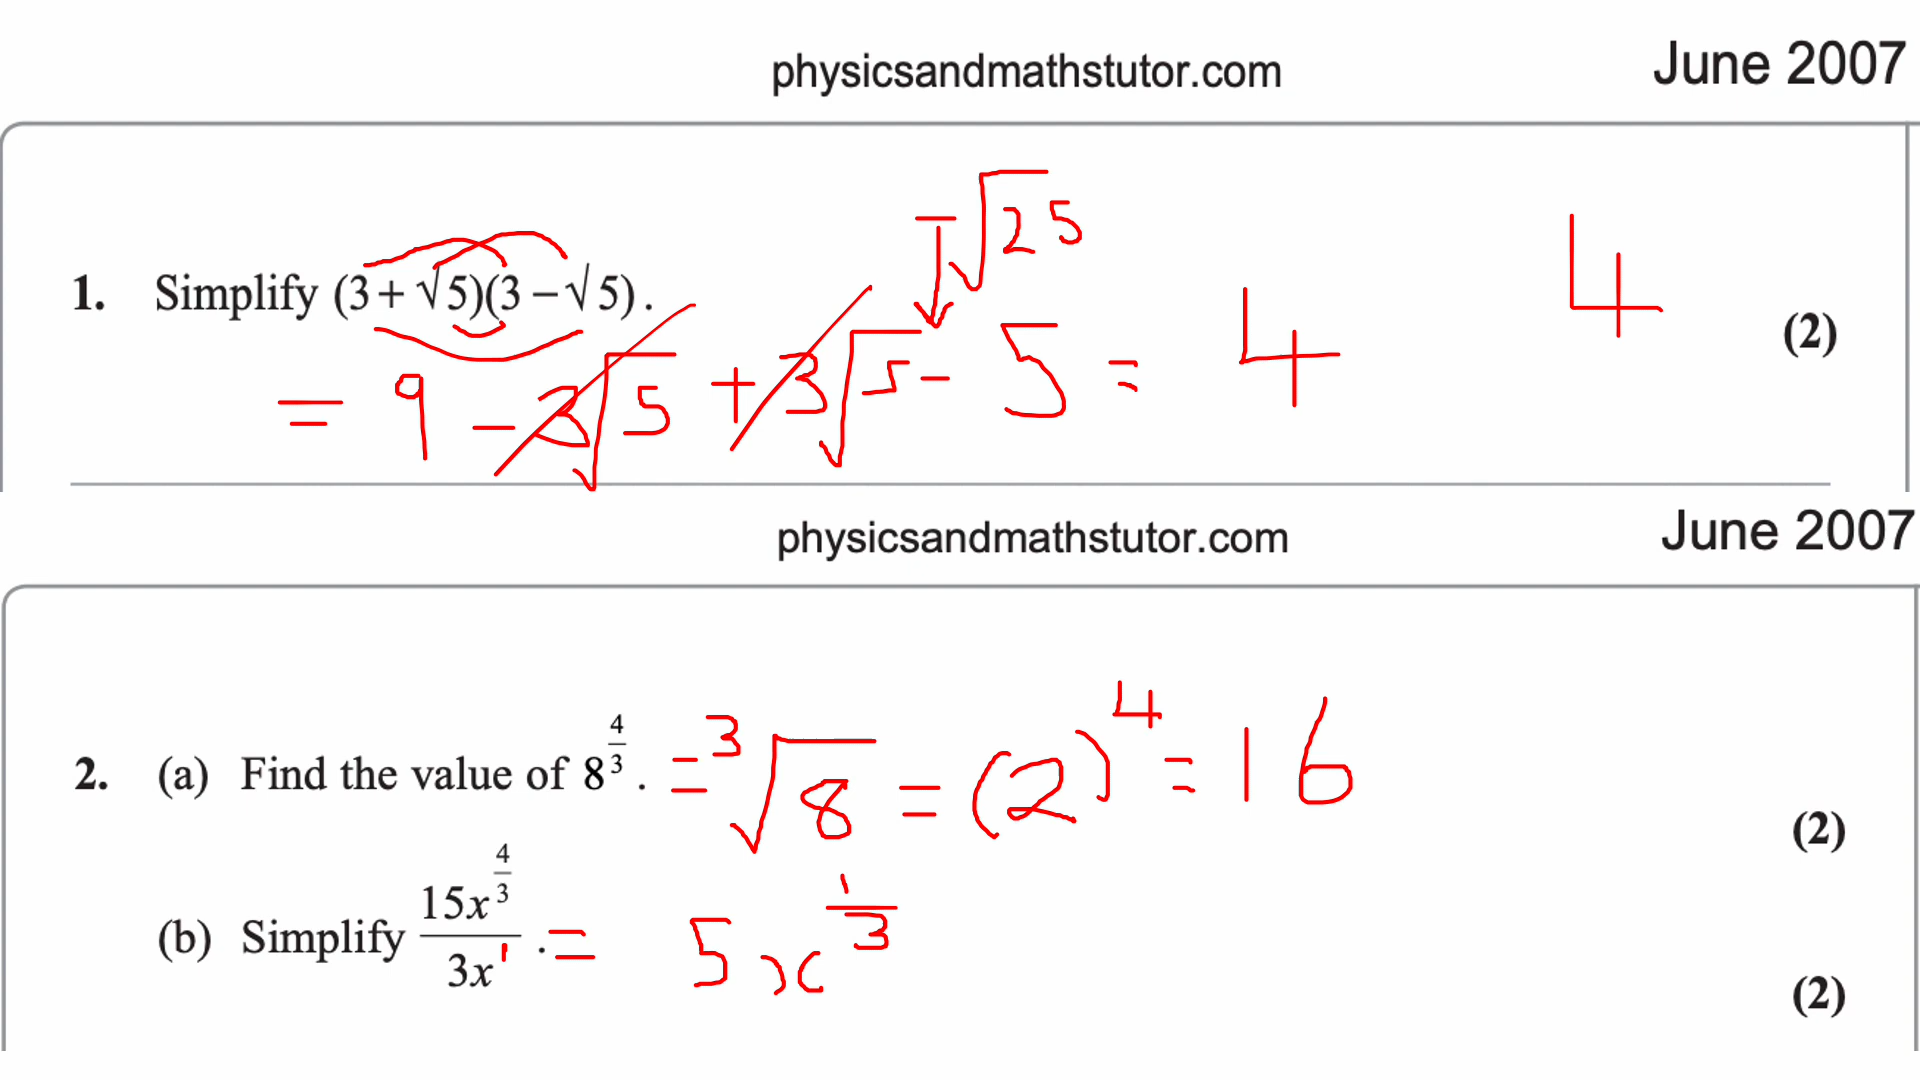 physicsandmathstutor.com June 2007
-√25
1. Simplify (3 + √5)(3 − √5). 4
= 9 - 3√5 + 3√5 - 5 = 4
(2)
physicsandmathstutor.com June 2007
2. (a) Find the value of 8^(4/3). = ³√8 = (2)^4 = 16
(2)
(b) Simplify 15x^(4/3) / 3x^1. = 5x^(1/3)
(2)